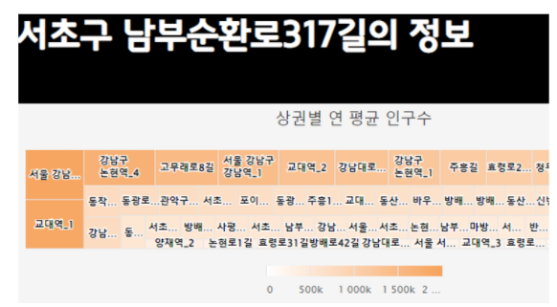 서초구 남부순환로317길의 정보
상권별 연 평균 인구수
서울 강남... 강남구 논현역_4 고무래로8길 서울 강남구 강남역_1 교대역_2 강남대로... 강남구 논현역_1 주흥길 효령로2...
교대역_1 동작... 동광로... 관악구... 서초... 포이... 동광... 주흥1... 교대... 동산... 바우... 방배... 방배... 동산...
강남... 동... 서초... 방배... 사평... 서초... 남부... 강남... 서울... 서초... 논현... 남부... 마방... 서... 반...
양재역_2 논현로1길 효령로31길 방배로42길 강남대로... 서울 서... 교대역_3 효령로...
0 500k 1 000k 1 500k 2 ...